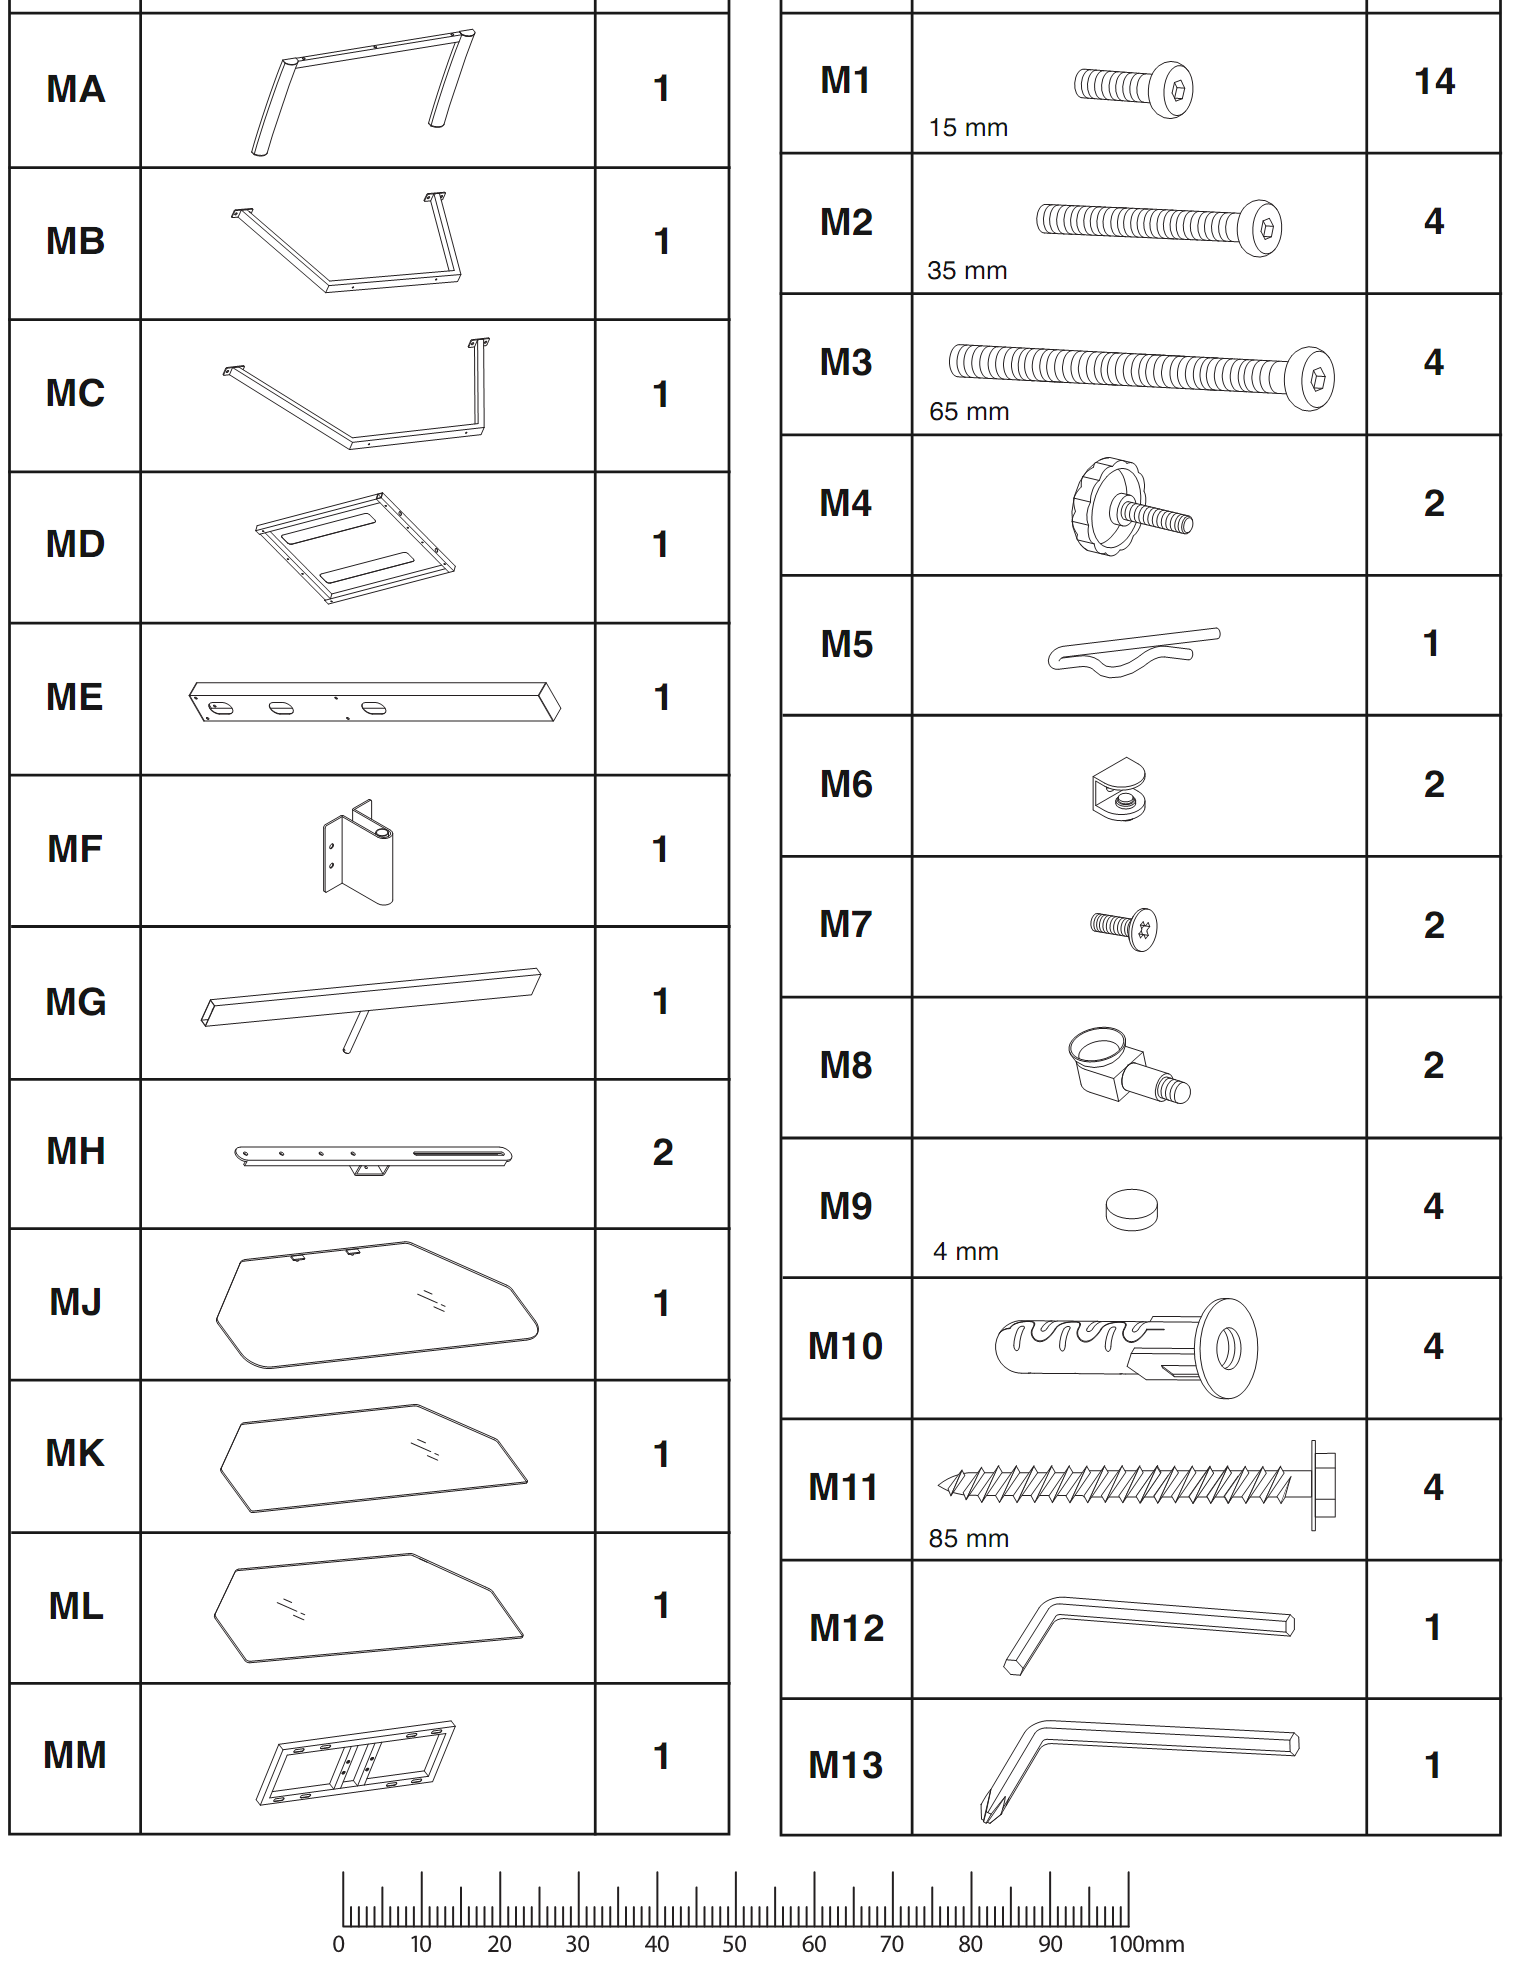 MA 1
MB 1
MC 1
MD 1
ME 1
MF 1
MG 1
MH 2
MJ 1
MK 1
ML 1
MM 1
M1 14
15 mm
M2 4
35 mm
M3 4
65 mm
M4 2
M5 1
M6 2
M7 2
M8 2
M9 4
4 mm
M10 4
M11 4
85 mm
M12 1
M13 1
0 10 20 30 40 50 60 70 80 90 100mm